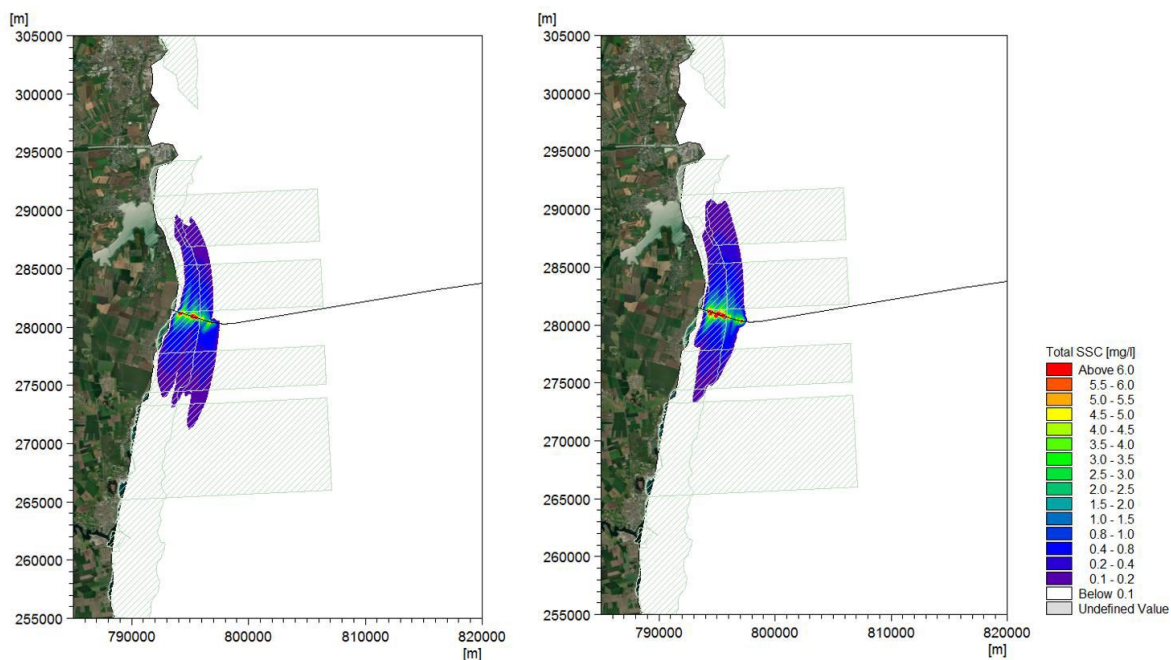 [m]
305000
300000
295000
290000
285000
280000
275000
270000
265000
260000
255000
790000
800000
810000
820000
[m]
[m]
305000
300000
295000
290000
285000
280000
275000
270000
265000
260000
255000
790000
800000
810000
820000
[m]
Total SSC [mg/l]
Above 6.0
5.5 - 6.0
5.0 - 5.5
4.5 - 5.0
4.0 - 4.5
3.5 - 4.0
3.0 - 3.5
2.5 - 3.0
2.0 - 2.5
1.5 - 2.0
1.0 - 1.5
0.8 - 1.0
0.4 - 0.8
0.2 - 0.4
0.1 - 0.2
Below 0.1
Undefined Value